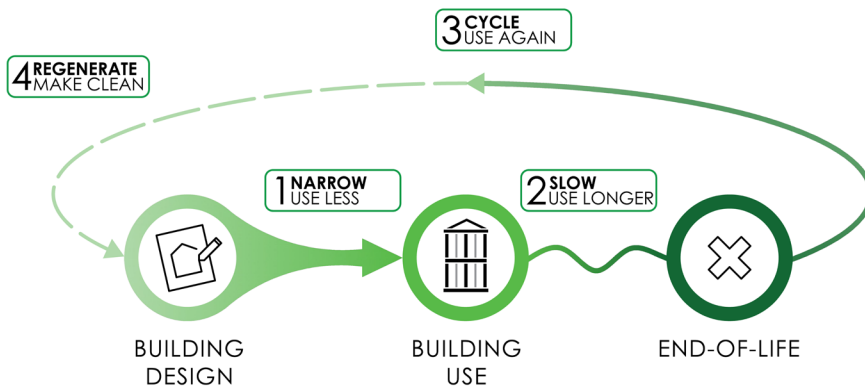 3 CYCLE
USE AGAIN
4 REGENERATE
MAKE CLEAN
1 NARROW
USE LESS
2 SLOW
USE LONGER
BUILDING
DESIGN
BUILDING
USE
END-OF-LIFE